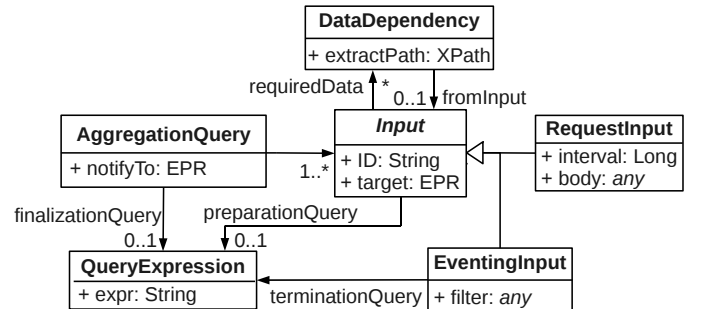 DataDependency
+ extractPath: XPath
requiredData
*
0..1
fromInput
Input
+ ID: String
+ target: EPR
AggregationQuery
+ notifyTo: EPR
1..*
RequestInput
+ interval: Long
+ body: any
finalizationQuery
0..1
preparationQuery
0..1
QueryExpression
+ expr: String
terminationQuery
EventingInput
+ filter: any